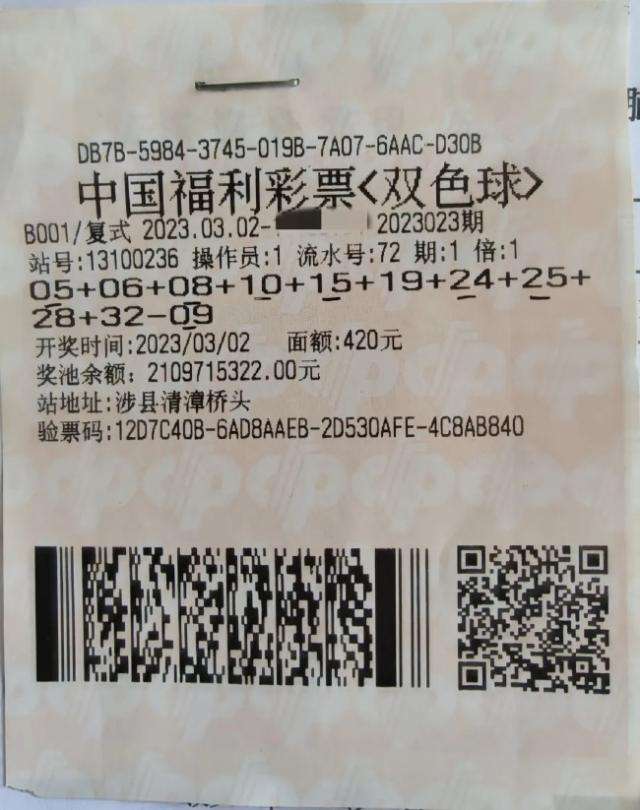 DB7B-5984-3745-019B-7A07-6AAC-D30B
中国福利彩票<双色球>
B001/复式 2023.03.02- 2023023期
站号:13100236 操作员:1 流水号:72 期:1 倍:1
05+06+08+10+15+19+24+25+
28+32-09
开奖时间:2023/03/02 面额:420元
奖池余额: 2109715322.00元
站地址:涉县清漳桥头
验票码:12D7C40B-6AD8AAEB-2D530AFE-4C8AB840